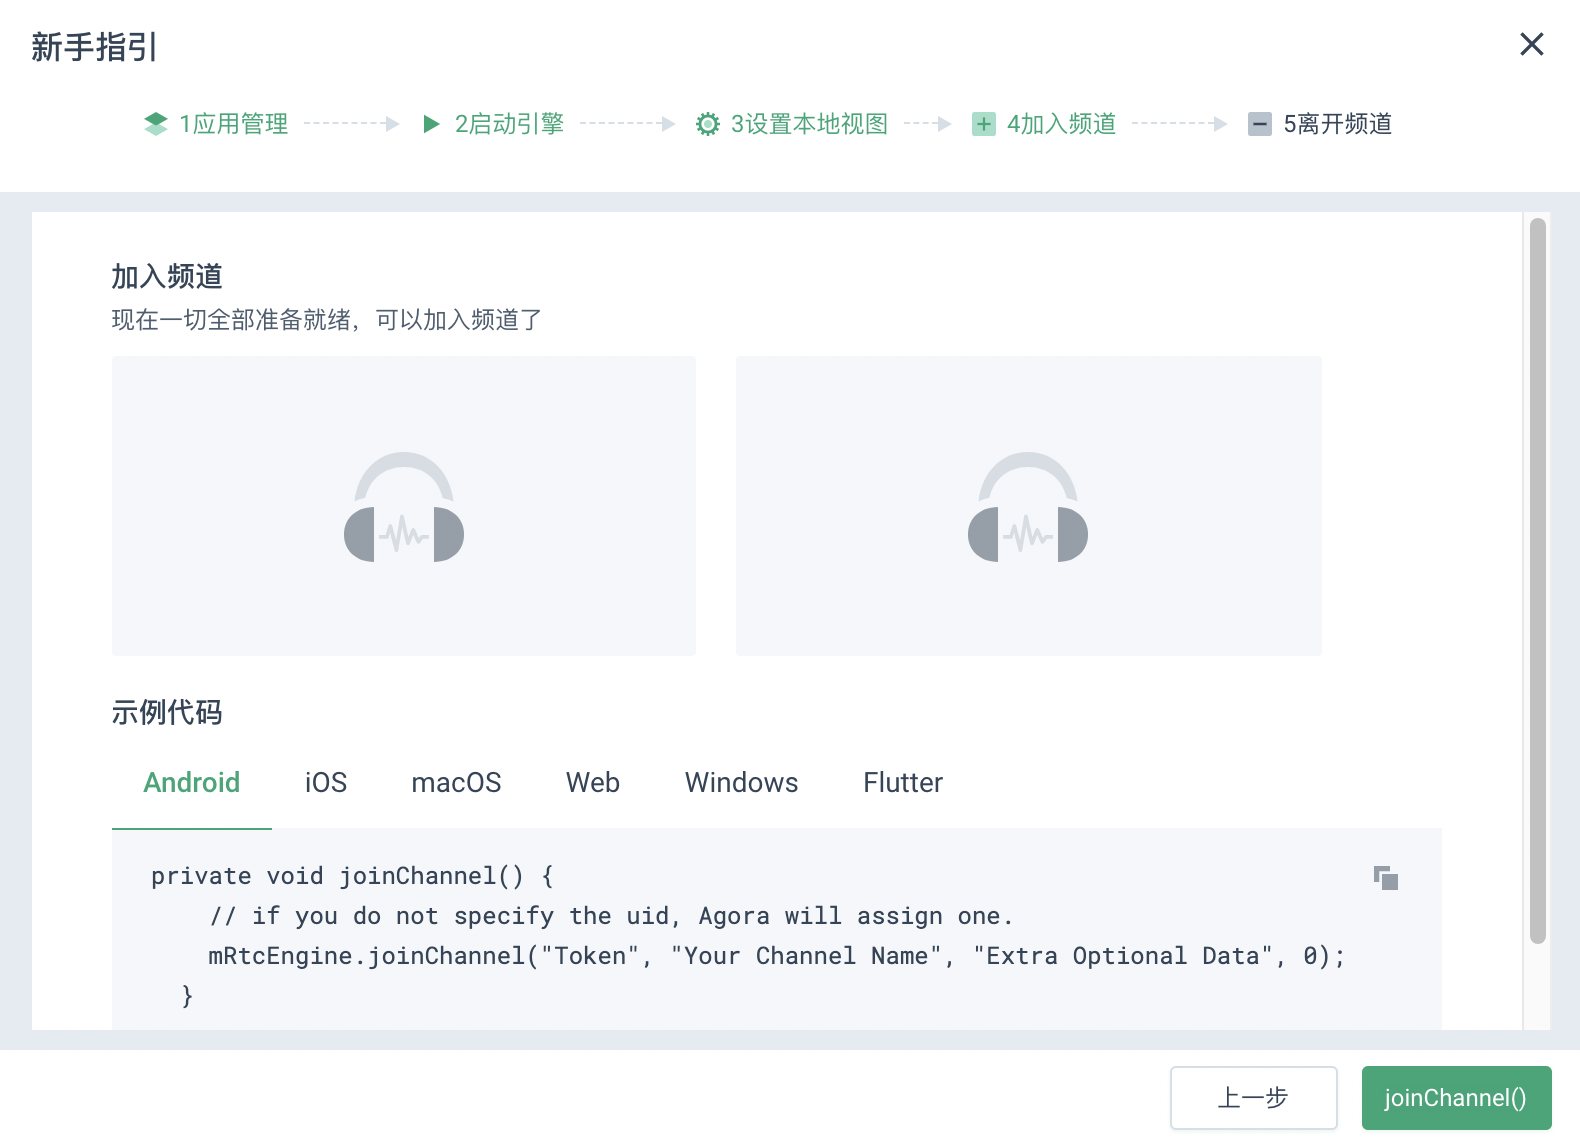 新手指引
1应用管理
2启动引擎
3设置本地视图
4加入频道
5离开频道
加入频道
现在一切全部准备就绪，可以加入频道了
示例代码
Android iOS macOS Web Windows Flutter
private void joinChannel() {
    // if you do not specify the uid, Agora will assign one.
    mRtcEngine.joinChannel("Token", "Your Channel Name", "Extra Optional Data", 0);
  }
上一步
joinChannel()